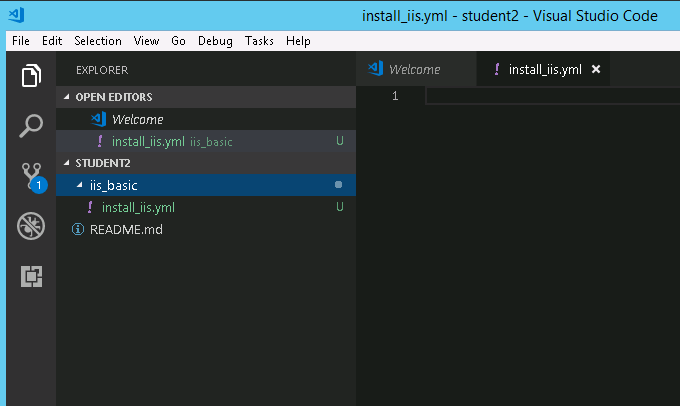 install_iis.yml - student2 - Visual Studio Code
File Edit Selection View Go Debug Tasks Help
EXPLORER
Welcome
install_iis.yml
OPEN EDITORS
1
Welcome
install_iis.yml iis_basic U
STUDENT2
iis_basic
1
install_iis.yml U
README.md